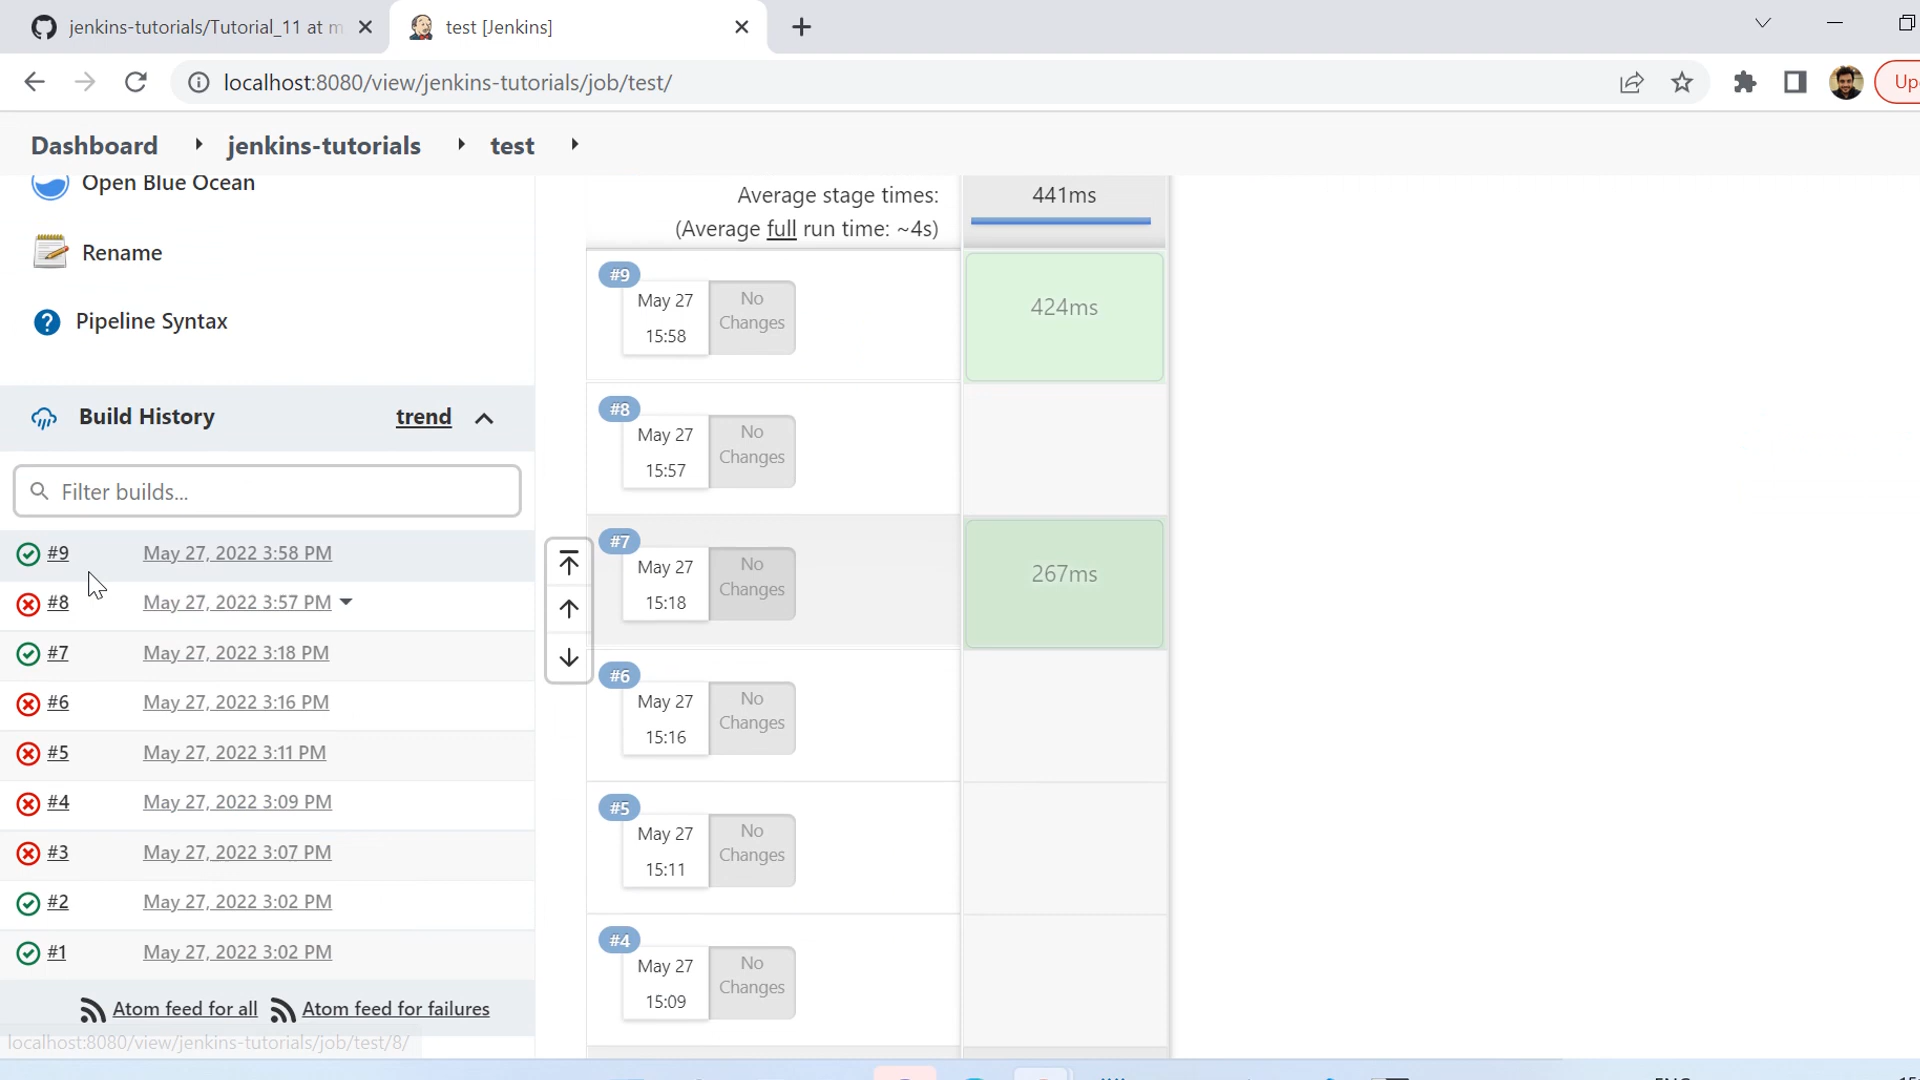 jenkins-tutorials/Tutorial_11 at m
test [Jenkins]
localhost:8080/view/jenkins-tutorials/job/test/
Up
Dashboard
jenkins-tutorials
test
Open Blue Ocean
Rename
Pipeline Syntax
Build History
trend
Filter builds...
#9 May 27, 2022 3:58 PM
#8 May 27, 2022 3:57 PM
#7 May 27, 2022 3:18 PM
#6 May 27, 2022 3:16 PM
#5 May 27, 2022 3:11 PM
#4 May 27, 2022 3:09 PM
#3 May 27, 2022 3:07 PM
#2 May 27, 2022 3:02 PM
#1 May 27, 2022 3:02 PM
Atom feed for all
Atom feed for failures
localhost:8080/view/jenkins-tutorials/job/test/8/
Average stage times:
(Average full run time: ~4s)
441ms
#9
May 27
15:58
No
Changes
424ms
#8
May 27
15:57
No
Changes
#7
May 27
15:18
No
Changes
267ms
#6
May 27
15:16
No
Changes
#5
May 27
15:11
No
Changes
#4
May 27
15:09
No
Changes